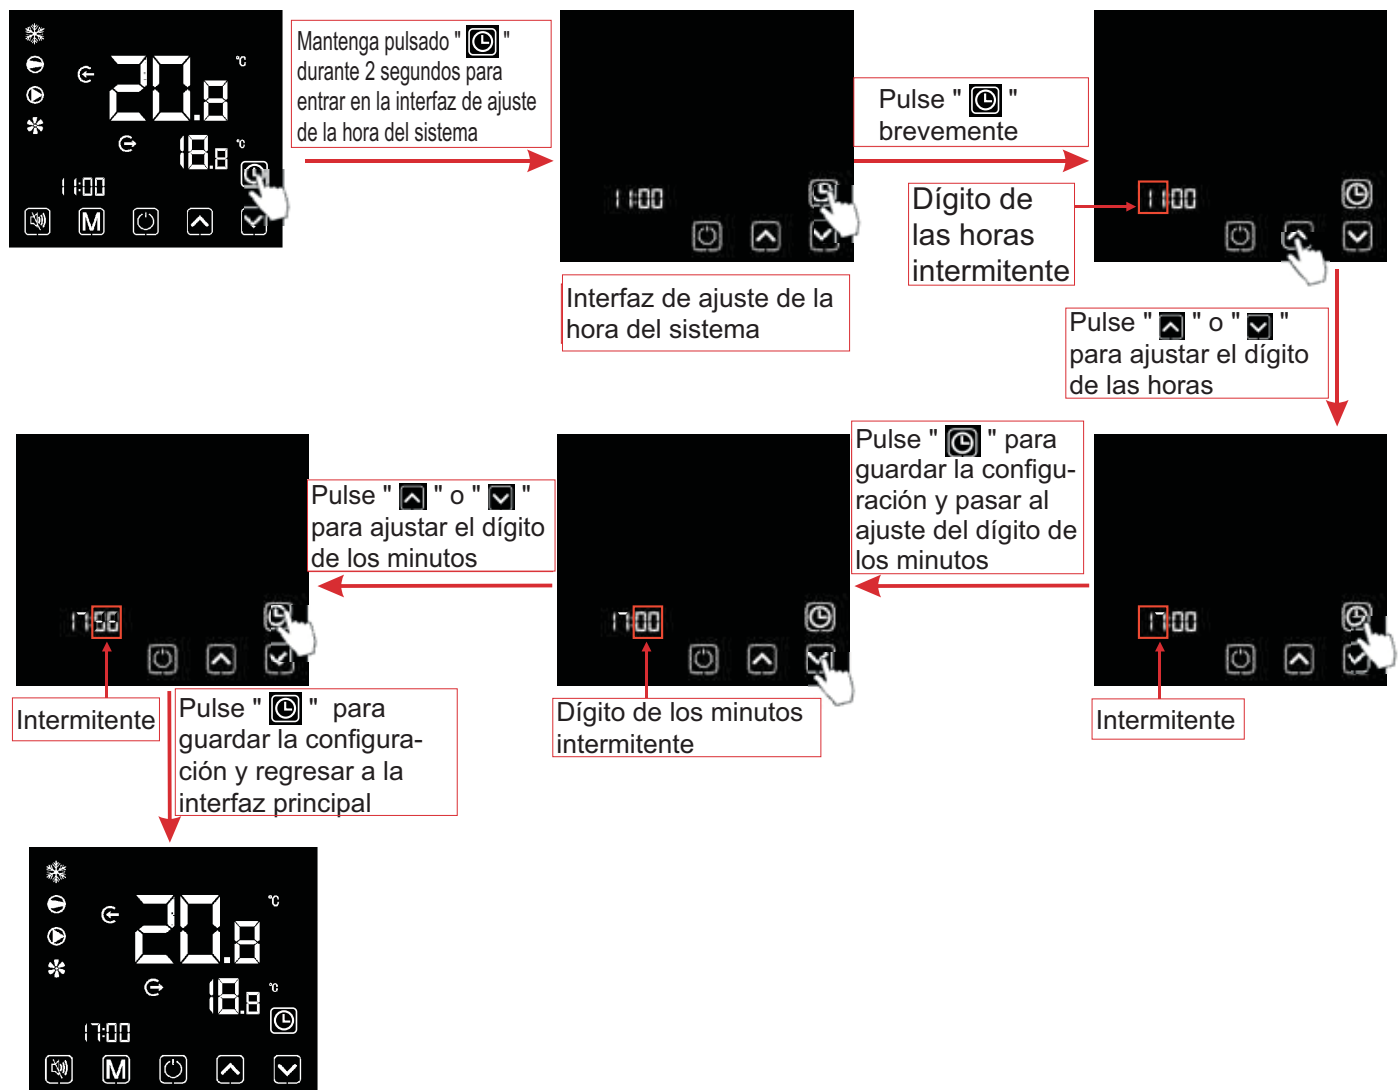 20.8 °C
18.8 °C
11:00
M
Mantenga pulsado " "
durante 2 segundos para
entrar en la interfaz de ajuste
de la hora del sistema
11:00
Interfaz de ajuste de la
hora del sistema
Pulse " "
brevemente
Dígito de
las horas
intermitente
11:00
Pulse " " o " "
para ajustar el dígito
de las horas
17:00
Intermitente
Pulse " " para
guardar la configu-
ración y pasar al
ajuste del dígito de
los minutos
17:00
Dígito de los minutos
intermitente
Pulse " " o " "
para ajustar el dígito
de los minutos
17:56
Intermitente
Pulse " " para
guardar la configura-
ción y regresar a la
interfaz principal
20.8 °C
18.8 °C
17:00
M